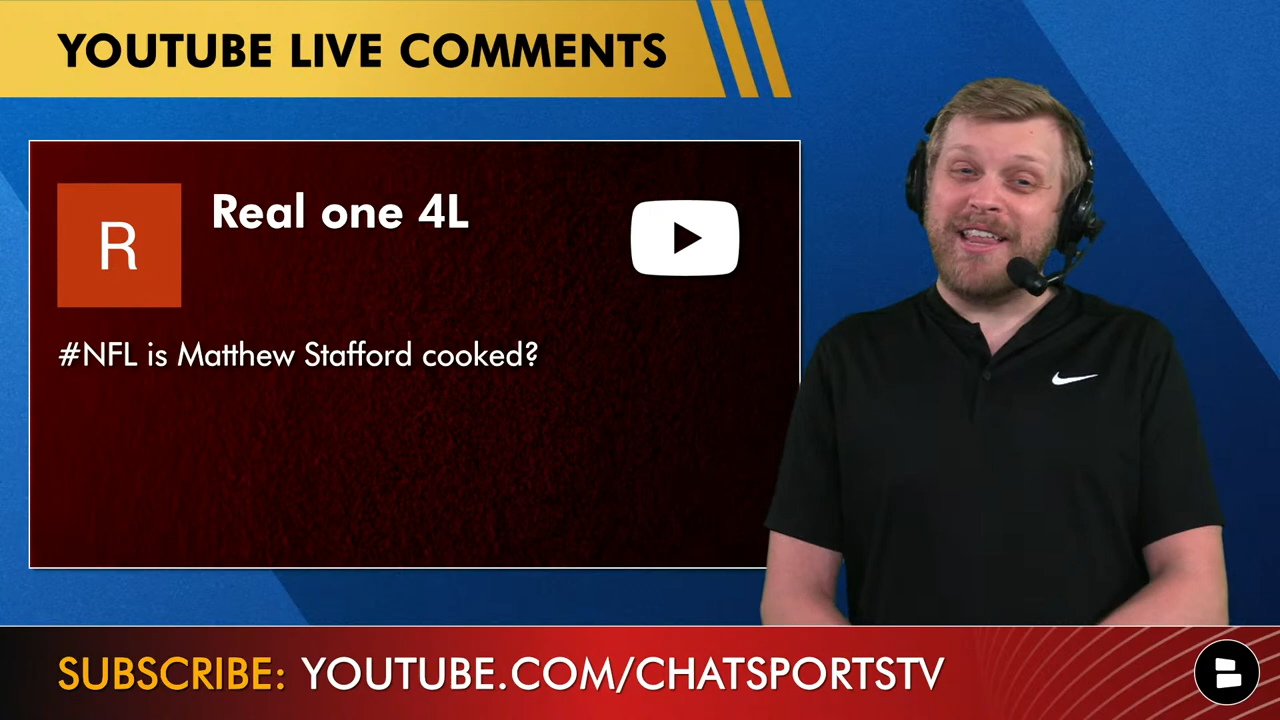 YOUTUBE LIVE COMMENTS
R
Real one 4L
#NFL is Matthew Stafford cooked?
SUBSCRIBE: YOUTUBE.COM/CHATSPORTSTV